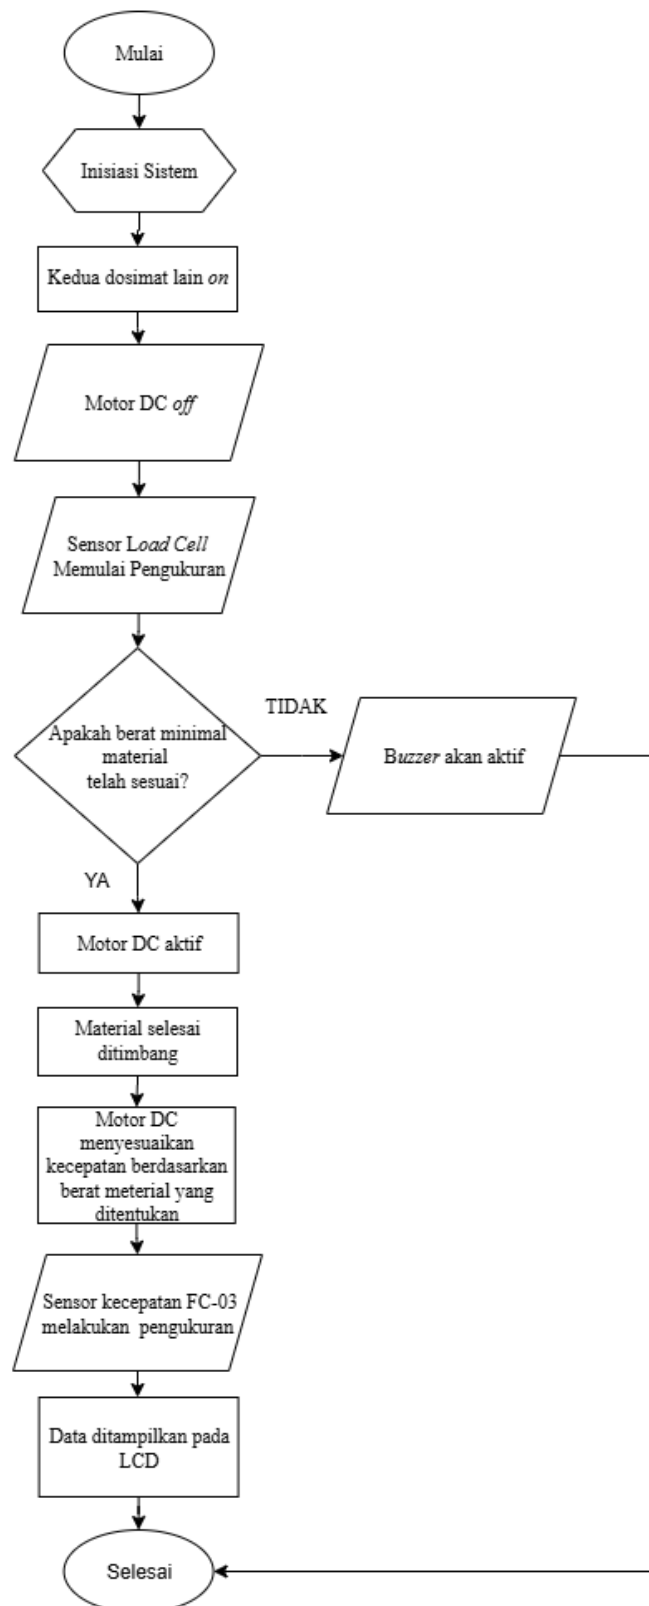 Mulai
Inisiasi Sistem
Kedua dosimat lain on
Motor DC off
Sensor Load Cell
Memulai Pengukuran
Apakah berat minimal
material
telah sesuai?
TIDAK
Buzzer akan aktif
YA
Motor DC aktif
Material selesai
ditimbang
Motor DC
menyesuaikan
kecepatan berdasarkan
berat meterial yang
ditentukan
Sensor kecepatan FC-03
melakukan pengukuran
Data ditampilkan pada
LCD
Selesai